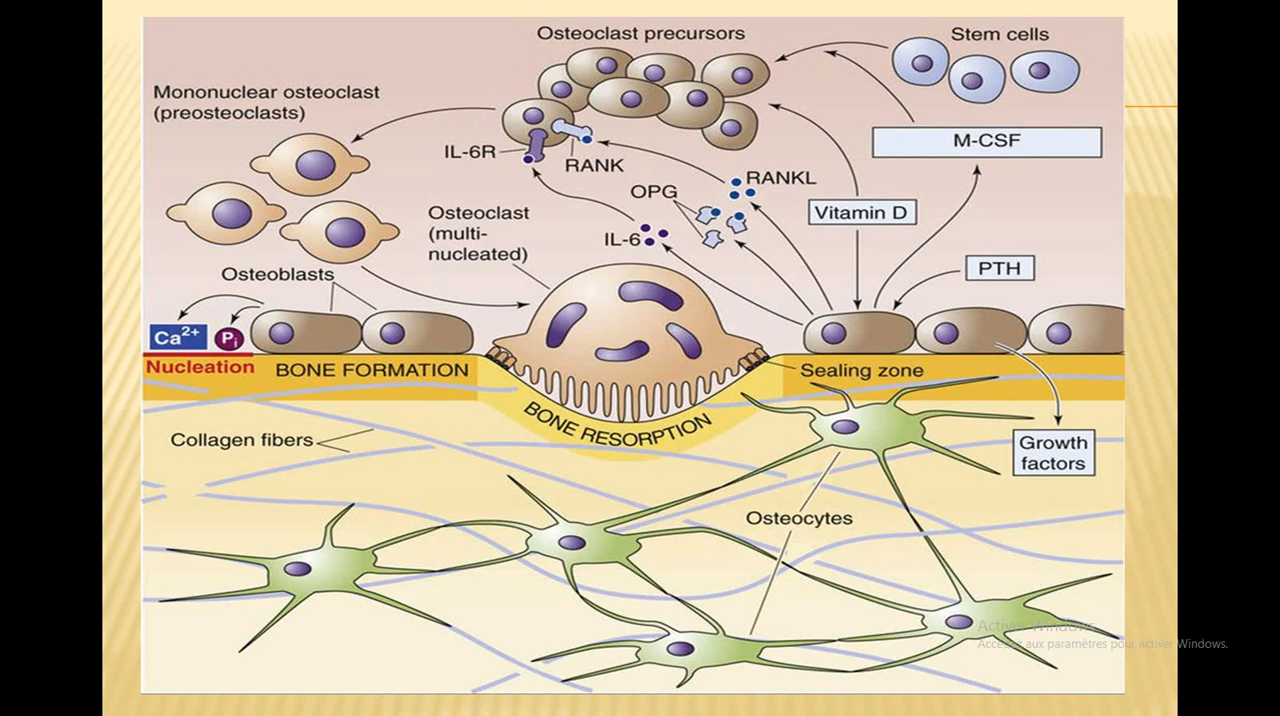 Osteoclast precursors
Stem cells
Mononuclear osteoclast
(preosteoclasts)
M-CSF
IL-6R
RANK
RANKL
OPG
Vitamin D
Osteoclast
(multi-
nucleated)
IL-6
PTH
Osteoblasts
Ca2+
Pi
Nucleation
BONE FORMATION
Sealing zone
BONE RESORPTION
Collagen fibers
Growth
factors
Osteocytes
Activer Windows
Accédez aux paramètres pour activer Windows.